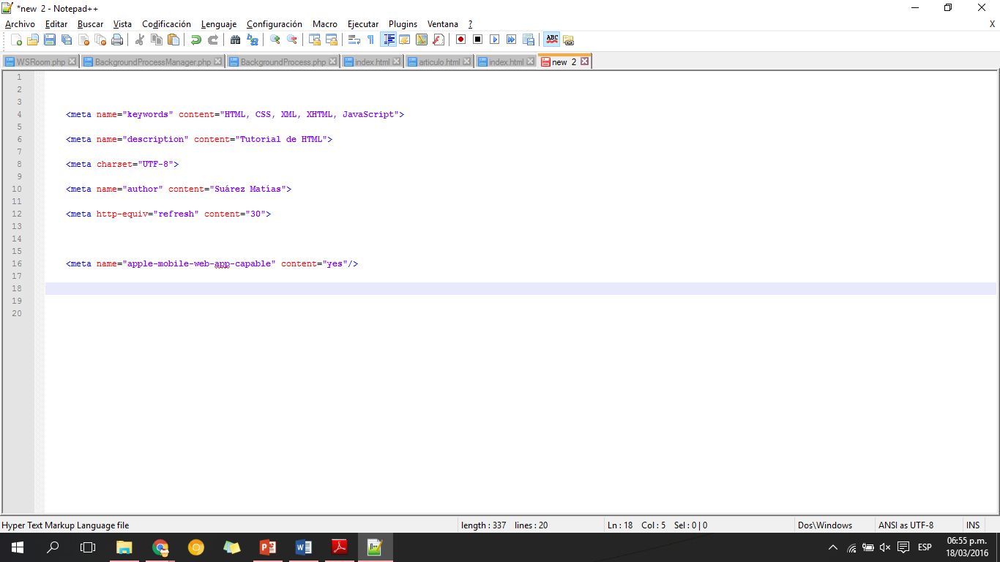 *new 2 - Notepad++
Archivo Editar Buscar Vista Codificación Lenguaje Configuración Macro Ejecutar Plugins Ventana ? X
ABC
WSRoom.php BackgroundProcessManager.php BackgroundProcess.php index.html articulo.html index.html new 2
1
2
3
4 <meta name="keywords" content="HTML, CSS, XML, XHTML, JavaScript">
5
6 <meta name="description" content="Tutorial de HTML">
7
8 <meta charset="UTF-8">
9
10 <meta name="author" content="Suárez Matías">
11
12 <meta http-equiv="refresh" content="30">
13
14
15
16 <meta name="apple-mobile-web-app-capable" content="yes"/>
17
18
19
20
Hyper Text Markup Language file length : 337 lines : 20 Ln : 18 Col : 5 Sel : 0 | 0 Dos\Windows ANSI as UTF-8 INS
ESP 06:55 p.m.
18/03/2016